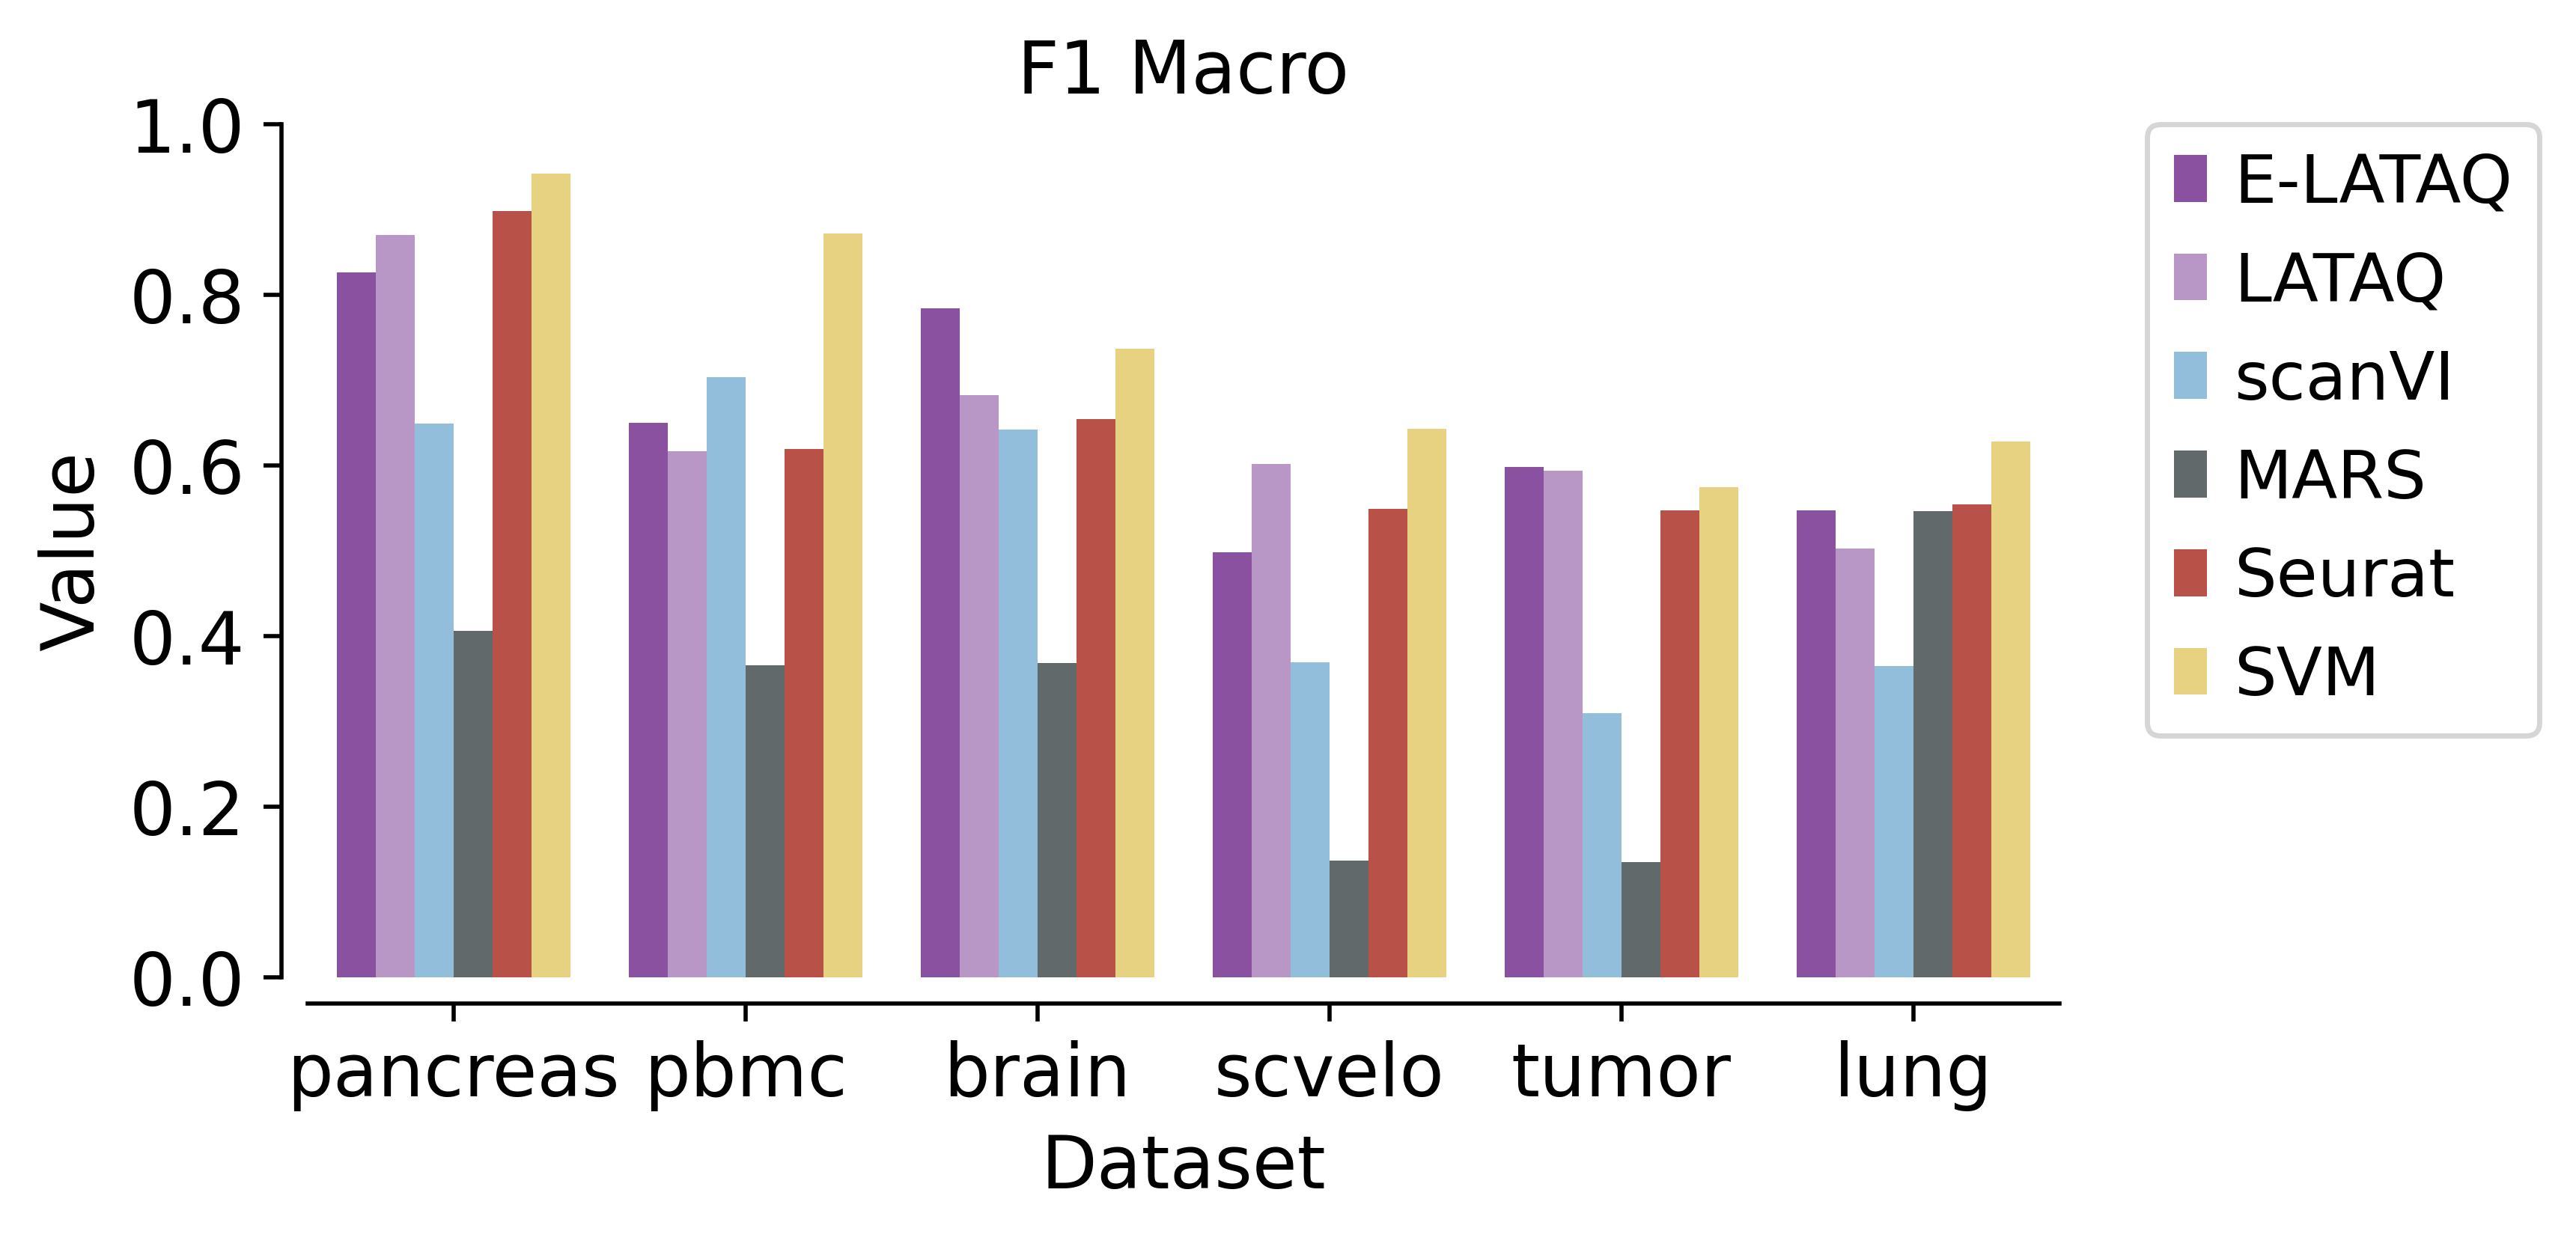 F1 Macro
1.0
0.8
0.6
0.4
0.2
0.0
Value
pancreas pbmc brain scvelo tumor lung
Dataset
E-LATAQ
LATAQ
scanVI
MARS
Seurat
SVM